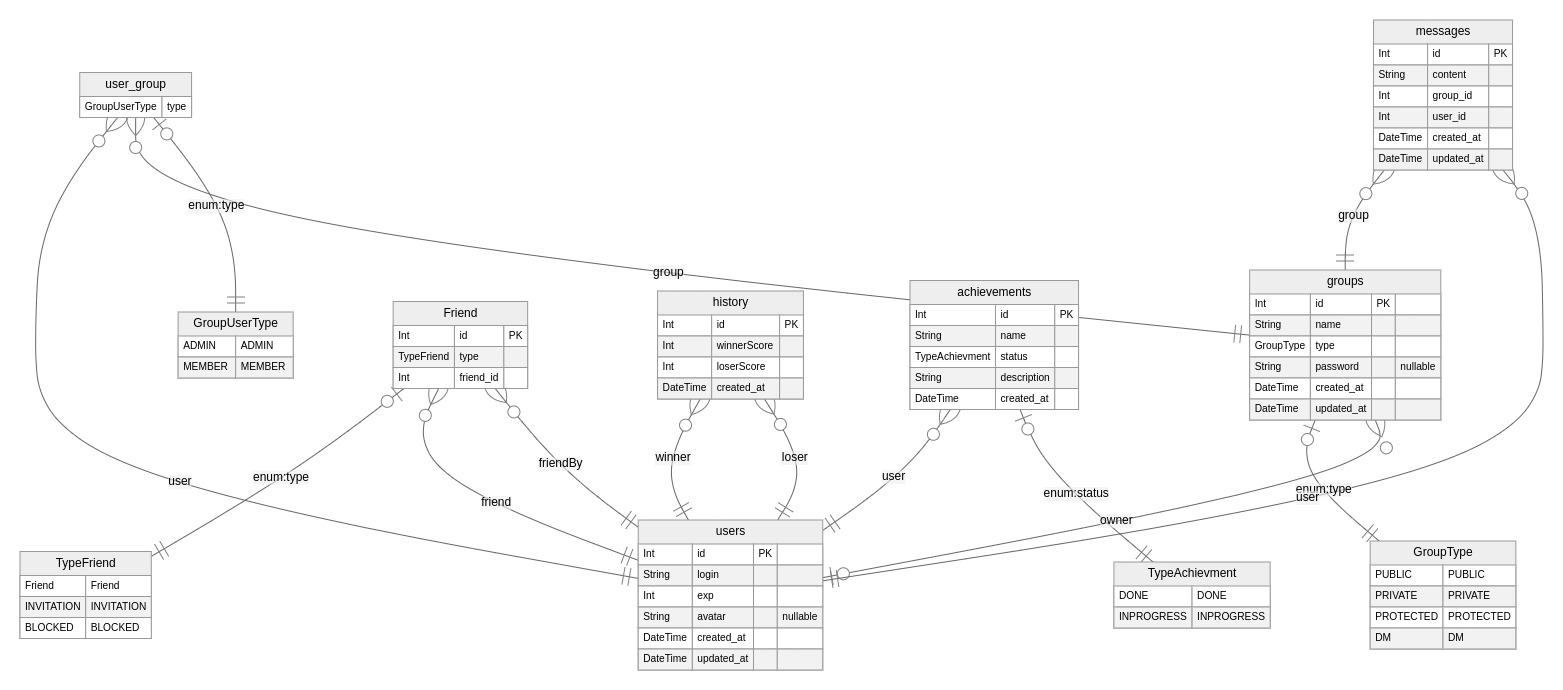 messages
Int id PK
String content
Int group_id
Int user_id
DateTime created_at
DateTime updated_at
user_group
GroupUserType type
enum:type
group
group
GroupUserType
ADMIN ADMIN
MEMBER MEMBER
Friend
Int id PK
TypeFriend type
Int friend_id
history
Int id PK
Int winnerScore
Int loserScore
DateTime created_at
achievements
Int id PK
String name
TypeAchievment status
String description
DateTime created_at
groups
Int id PK
String name
GroupType type
String password nullable
DateTime created_at
DateTime updated_at
user
enum:type
friend
friendBy
winner
loser
user
enum:status
owner
enum:type
user
users
Int id PK
String login
Int exp
String avatar nullable
DateTime created_at
DateTime updated_at
TypeFriend
Friend Friend
INVITATION INVITATION
BLOCKED BLOCKED
TypeAchievment
DONE DONE
INPROGRESS INPROGRESS
GroupType
PUBLIC PUBLIC
PRIVATE PRIVATE
PROTECTED PROTECTED
DM DM